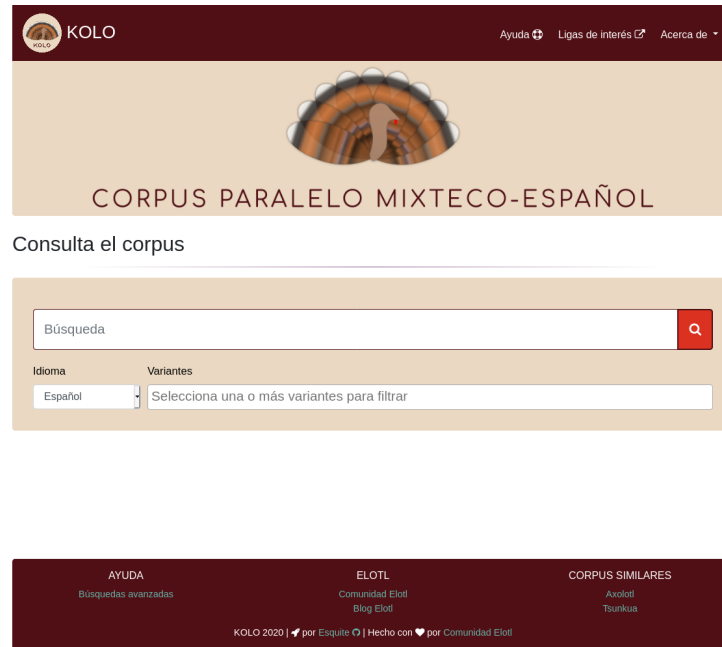 KOLO
KOLO
Ayuda
Ligas de interés
Acerca de
CORPUS PARALELO MIXTECO-ESPAÑOL
Consulta el corpus
Búsqueda
Idioma
Variantes
Español
Selecciona una o más variantes para filtrar
AYUDA
Búsquedas avanzadas
ELOTL
Comunidad Elotl
Blog Elotl
CORPUS SIMILARES
Axolotl
Tsunkua
KOLO 2020 | por Esquite | Hecho con por Comunidad Elotl